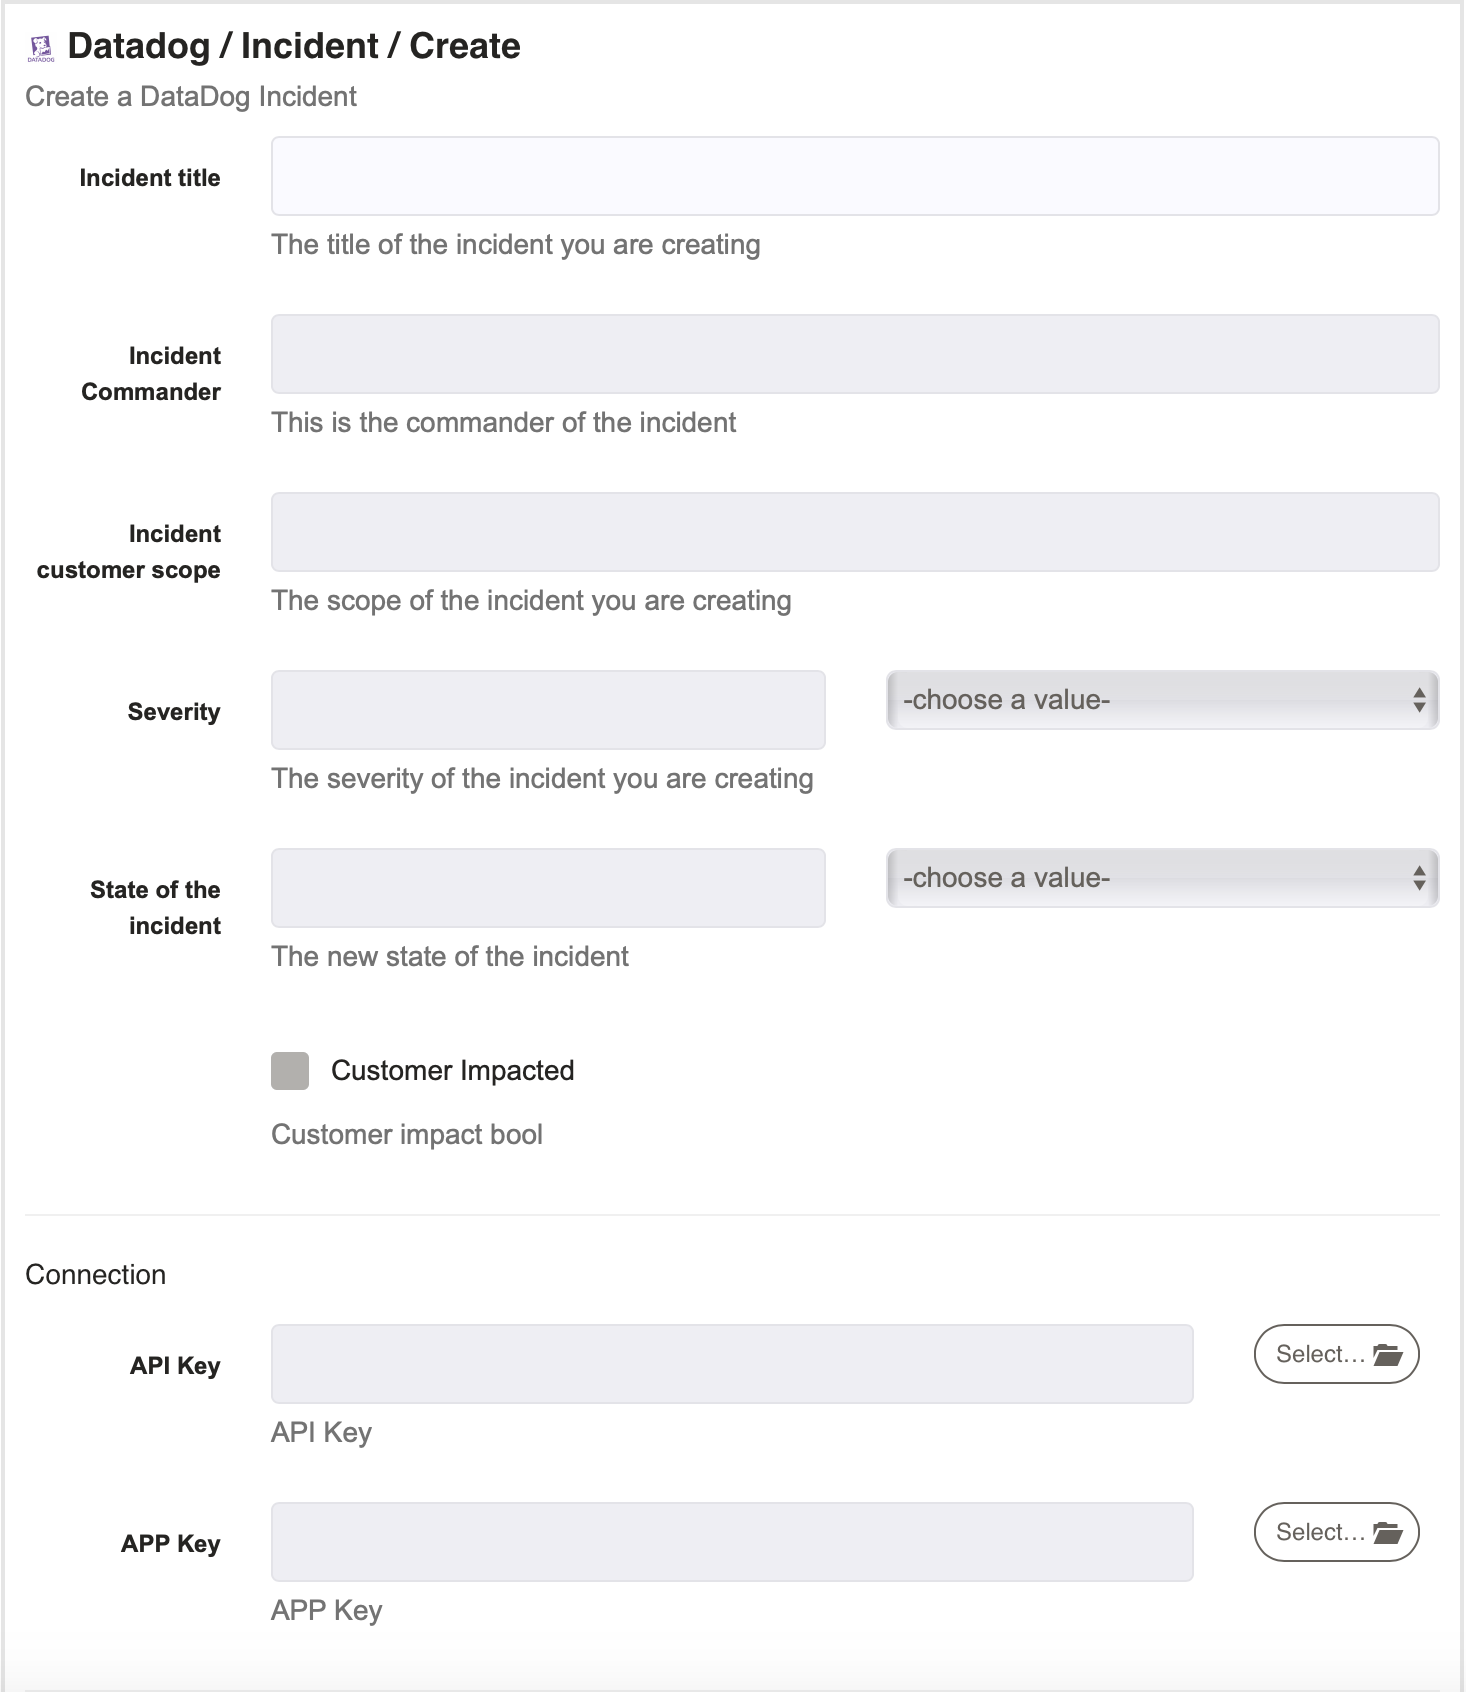 DATADOG
Datadog / Incident / Create
Create a DataDog Incident
Incident title
The title of the incident you are creating
Incident
Commander
This is the commander of the incident
Incident
customer scope
The scope of the incident you are creating
Severity
-choose a value-
The severity of the incident you are creating
State of the
incident
-choose a value-
The new state of the incident
Customer Impacted
Customer impact bool
Connection
API Key
Select...
API Key
APP Key
Select...
APP Key